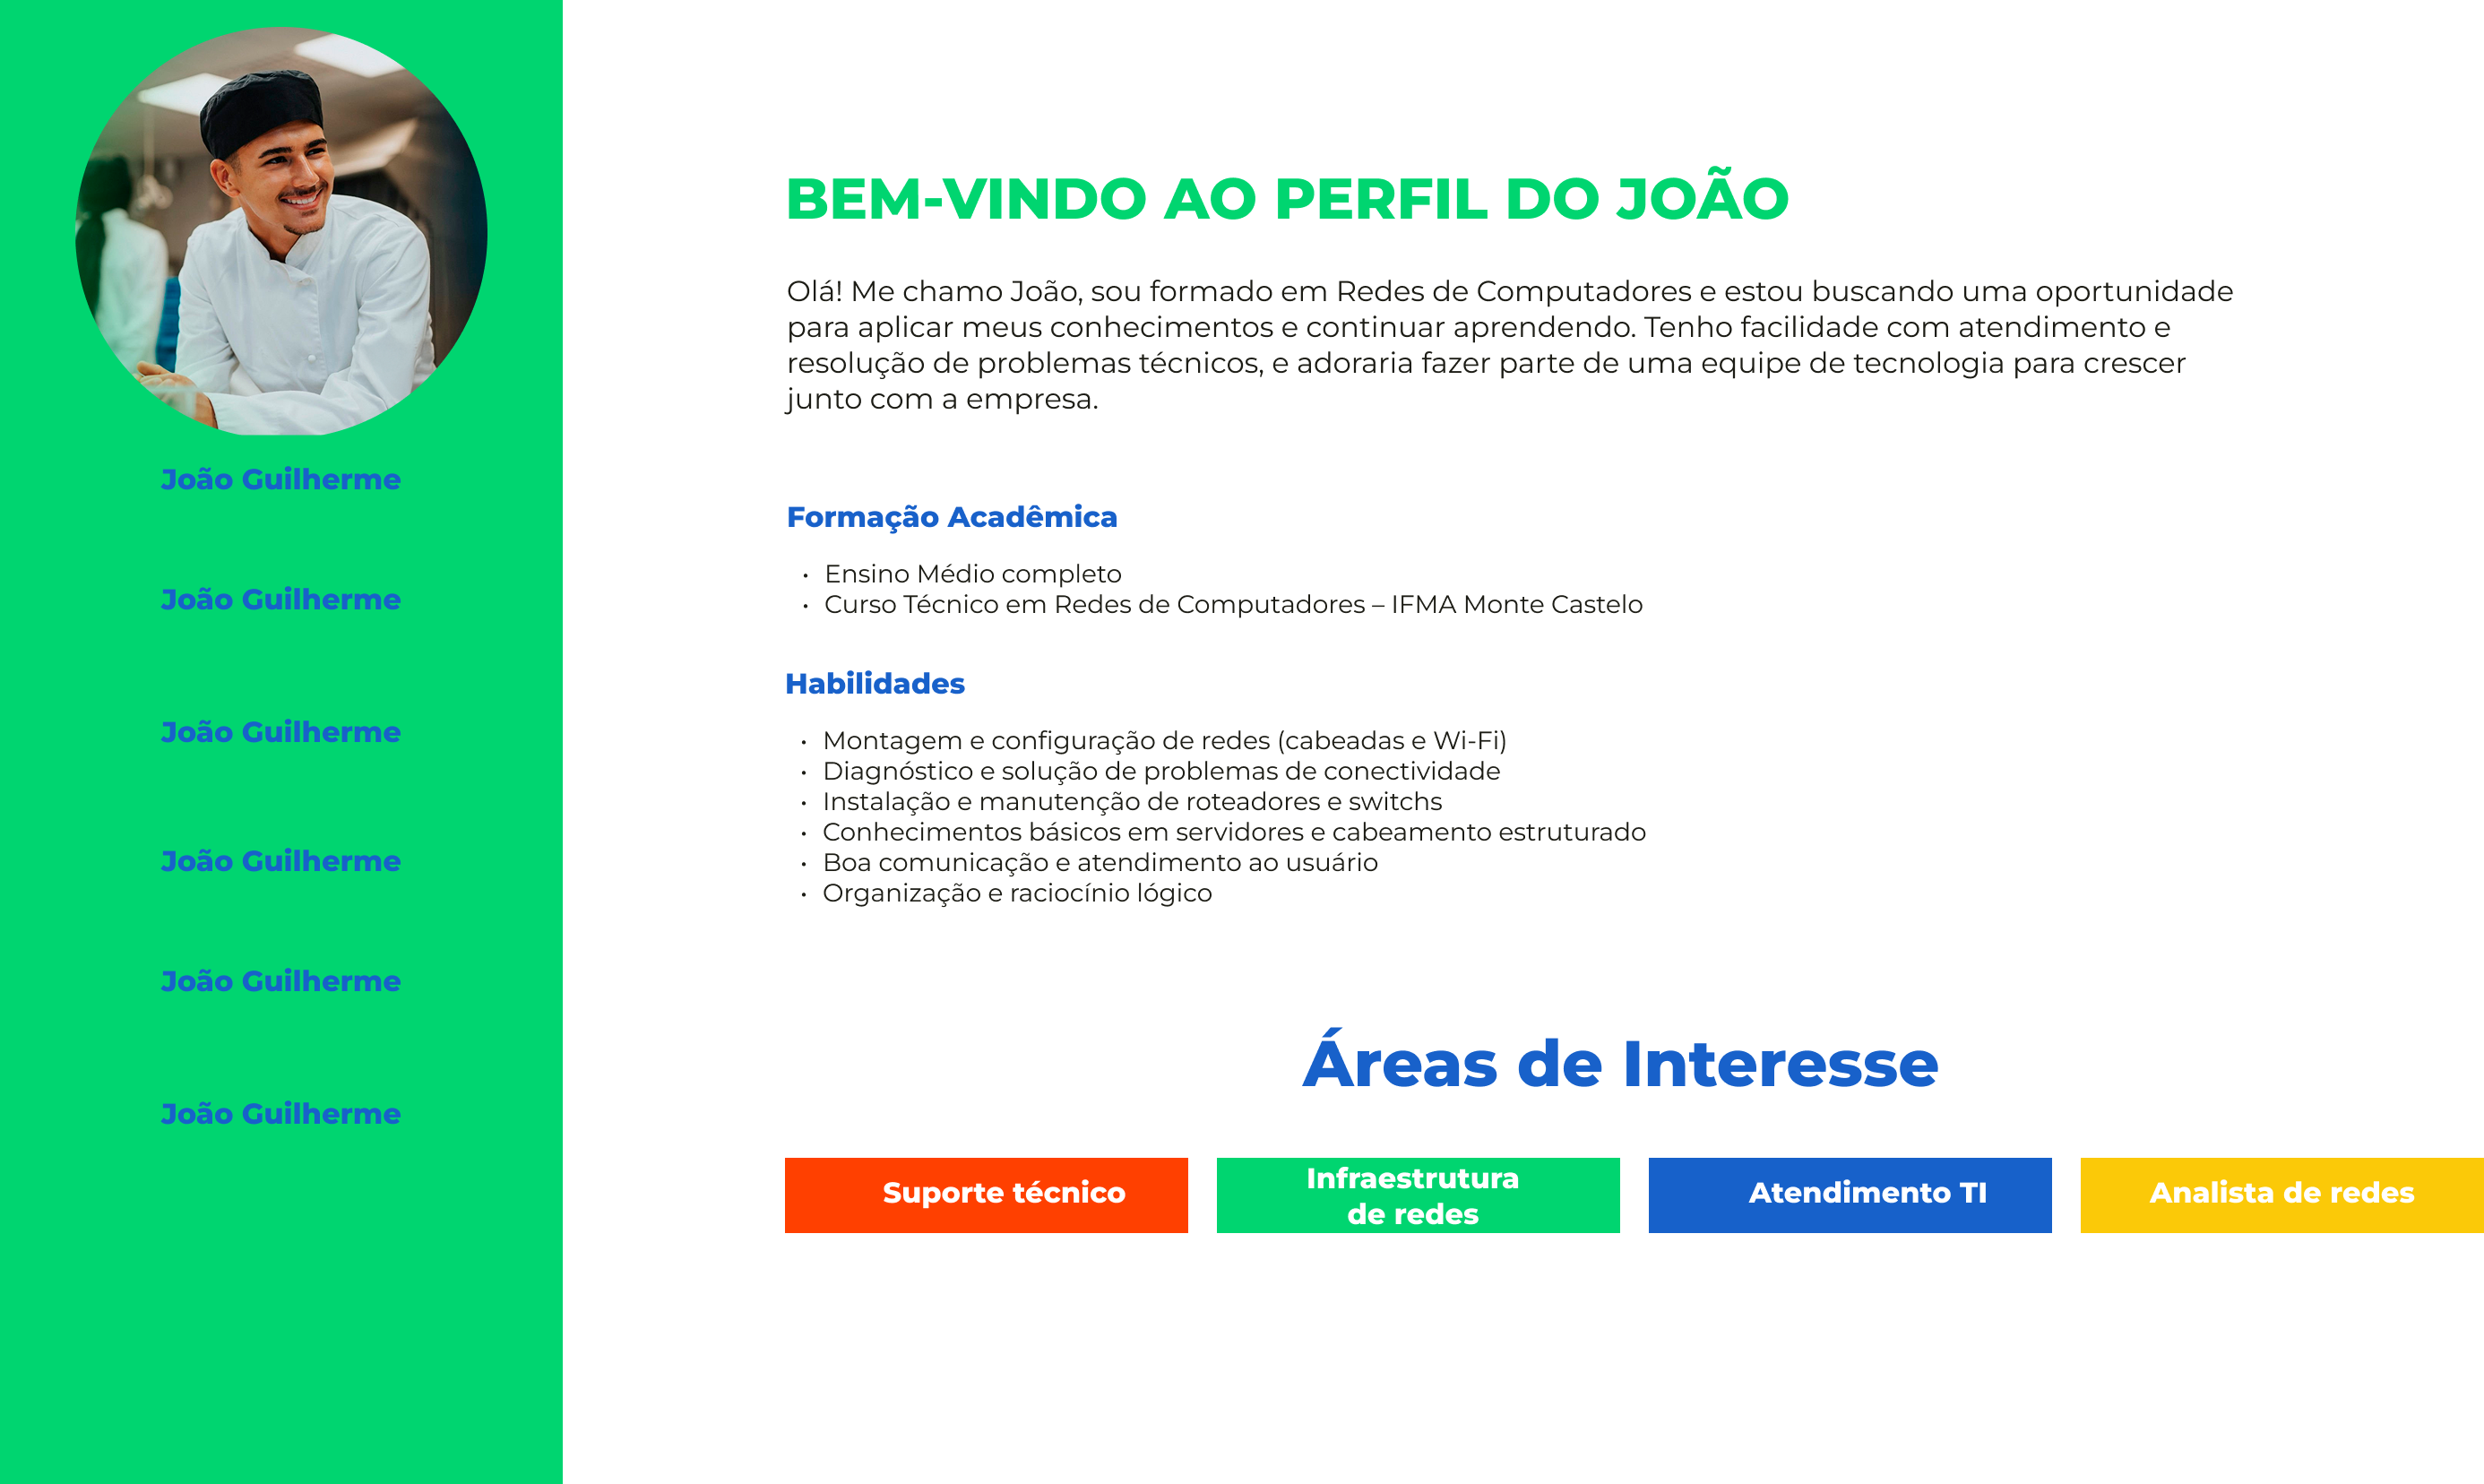 João Guilherme
João Guilherme
João Guilherme
João Guilherme
João Guilherme
João Guilherme
BEM-VINDO AO PERFIL DO JOÃO
Olá! Me chamo João, sou formado em Redes de Computadores e estou buscando uma oportunidade
para aplicar meus conhecimentos e continuar aprendendo. Tenho facilidade com atendimento e
resolução de problemas técnicos, e adoraria fazer parte de uma equipe de tecnologia para crescer
junto com a empresa.
Formação Acadêmica
• Ensino Médio completo
• Curso Técnico em Redes de Computadores – IFMA Monte Castelo
Habilidades
• Montagem e configuração de redes (cabeadas e Wi-Fi)
• Diagnóstico e solução de problemas de conectividade
• Instalação e manutenção de roteadores e switchs
• Conhecimentos básicos em servidores e cabeamento estruturado
• Boa comunicação e atendimento ao usuário
• Organização e raciocínio lógico
Áreas de Interesse
Suporte técnico
Infraestrutura
de redes
Atendimento TI
Analista de redes